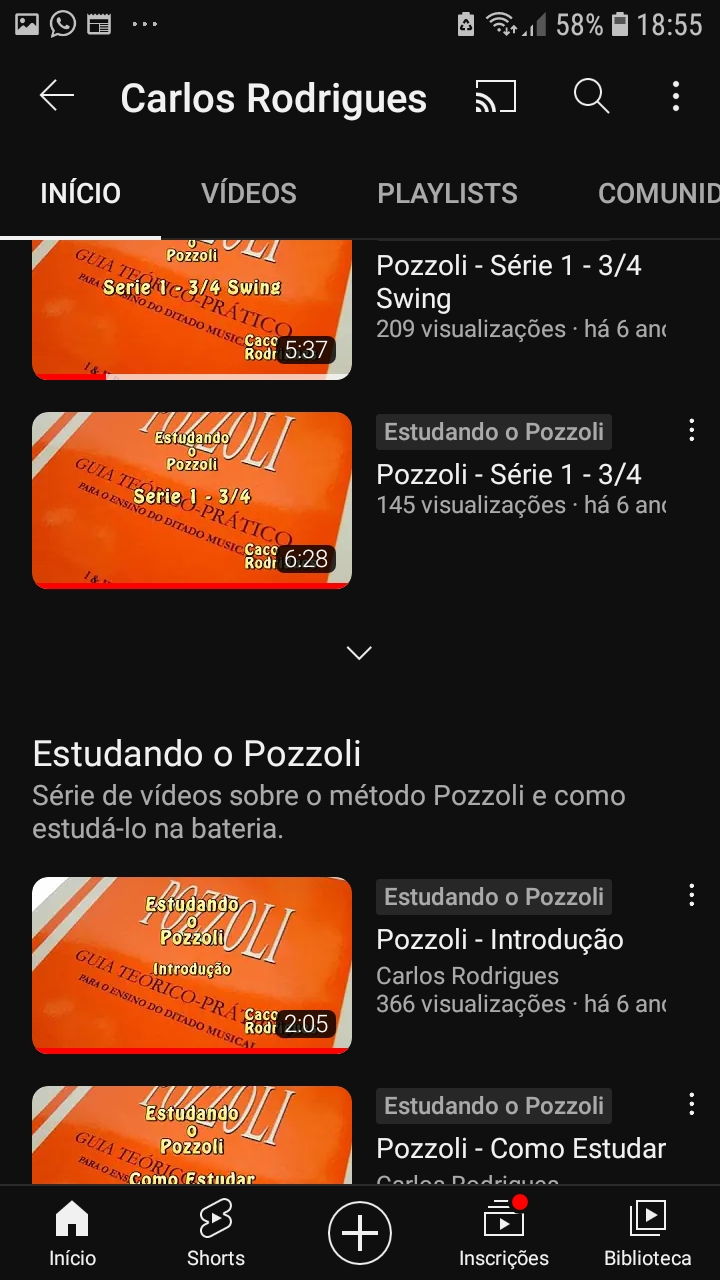 58% 18:55
Carlos Rodrigues
INÍCIO VÍDEOS PLAYLISTS COMUNID
o
Pozzoli
GUIA TEÓRICO-PRÁTICO
Serie 1 - 3/4 Swing
PARA O ENSINO DO DITADO MUSIC
Caco
Rodr
5:37
Pozzoli - Série 1 - 3/4
Swing
209 visualizações · há 6 ano
POZZOLI
Estudando
o
Pozzoli
GUIA TEÓRICO-PRÁTICO
Serie 1 - 3/4
PARA O ENSINO DO DITADO MUSIC
Caco
Rodr
6:28
Estudando o Pozzoli
Pozzoli - Série 1 - 3/4
145 visualizações · há 6 ano
Estudando o Pozzoli
Série de vídeos sobre o método Pozzoli e como
estudá-lo na bateria.
POZZOLI
Estudando
o
Pozzoli
GUIA TEÓRICO-PRÁ
Introdução
PARA O ENSINO DO DITADO MUSICAL
Caco
Rodr
2:05
Estudando o Pozzoli
Pozzoli - Introdução
Carlos Rodrigues
366 visualizações · há 6 ano
POZZOLI
Estudando
o
Pozzoli
GUIA TEÓRIC
PARA O ENSINO
Como Estudar
Estudando o Pozzoli
Pozzoli - Como Estudar
Carlos Rodrigues
Início Shorts Inscrições Biblioteca